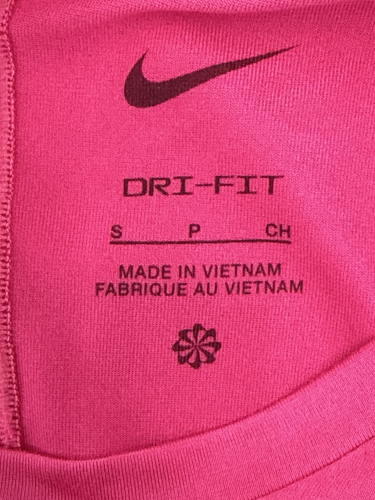 DRI-FIT
S P CH
MADE IN VIETNAM
FABRIQUE AU VIETNAM